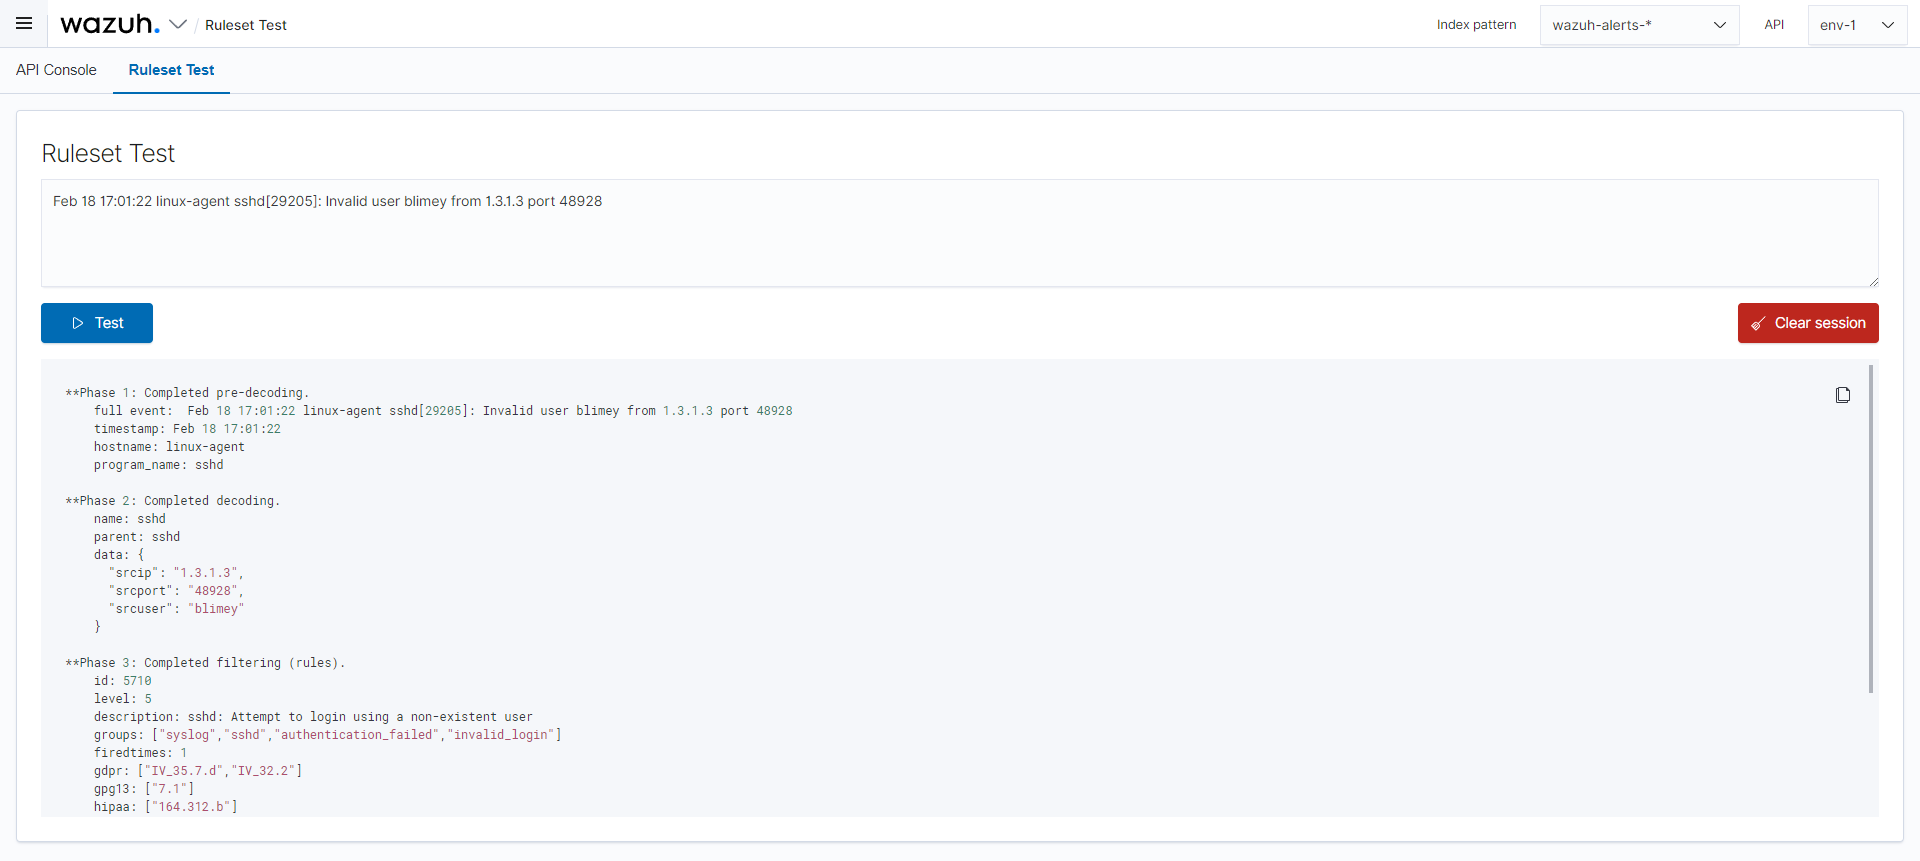 wazuh. / Ruleset Test Index pattern wazuh-alerts-* API env-1
API Console Ruleset Test
Ruleset Test
Feb 18 17:01:22 linux-agent sshd[29205]: Invalid user blimey from 1.3.1.3 port 48928
Test Clear session
**Phase 1: Completed pre-decoding.
    full event:  Feb 18 17:01:22 linux-agent sshd[29205]: Invalid user blimey from 1.3.1.3 port 48928
    timestamp: Feb 18 17:01:22
    hostname: linux-agent
    program_name: sshd
**Phase 2: Completed decoding.
    name: sshd
    parent: sshd
    data: {
      "srcip": "1.3.1.3",
      "srcport": "48928",
      "srcuser": "blimey"
    }
**Phase 3: Completed filtering (rules).
    id: 5710
    level: 5
    description: sshd: Attempt to login using a non-existent user
    groups: ["syslog","sshd","authentication_failed","invalid_login"]
    firedtimes: 1
    gdpr: ["IV_35.7.d","IV_32.2"]
    gpg13: ["7.1"]
    hipaa: ["164.312.b"]